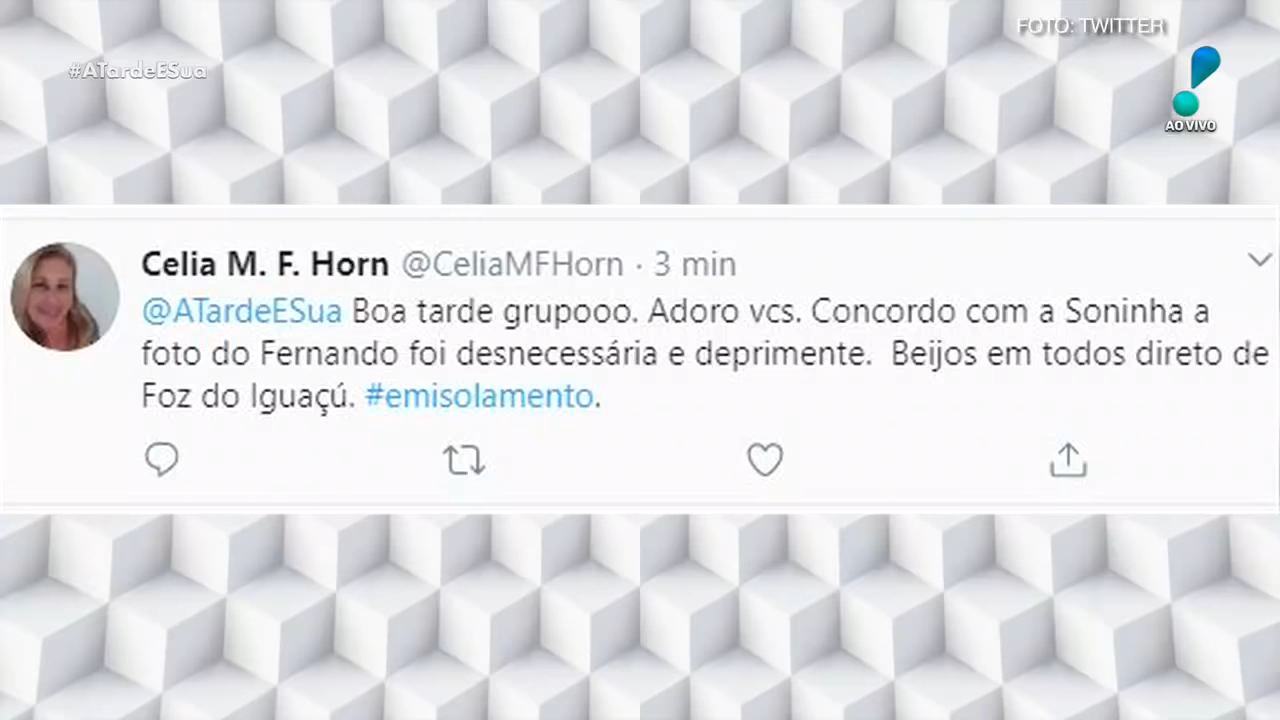 FOTO: TWITTER
#ATardeESua
AO VIVO
Celia M. F. Horn @CeliaMFHorn · 3 min
@ATardeESua Boa tarde grupooo. Adoro vcs. Concordo com a Soninha a
foto do Fernando foi desnecessária e deprimente.  Beijos em todos direto de
Foz do Iguaçú. #emisolamento.